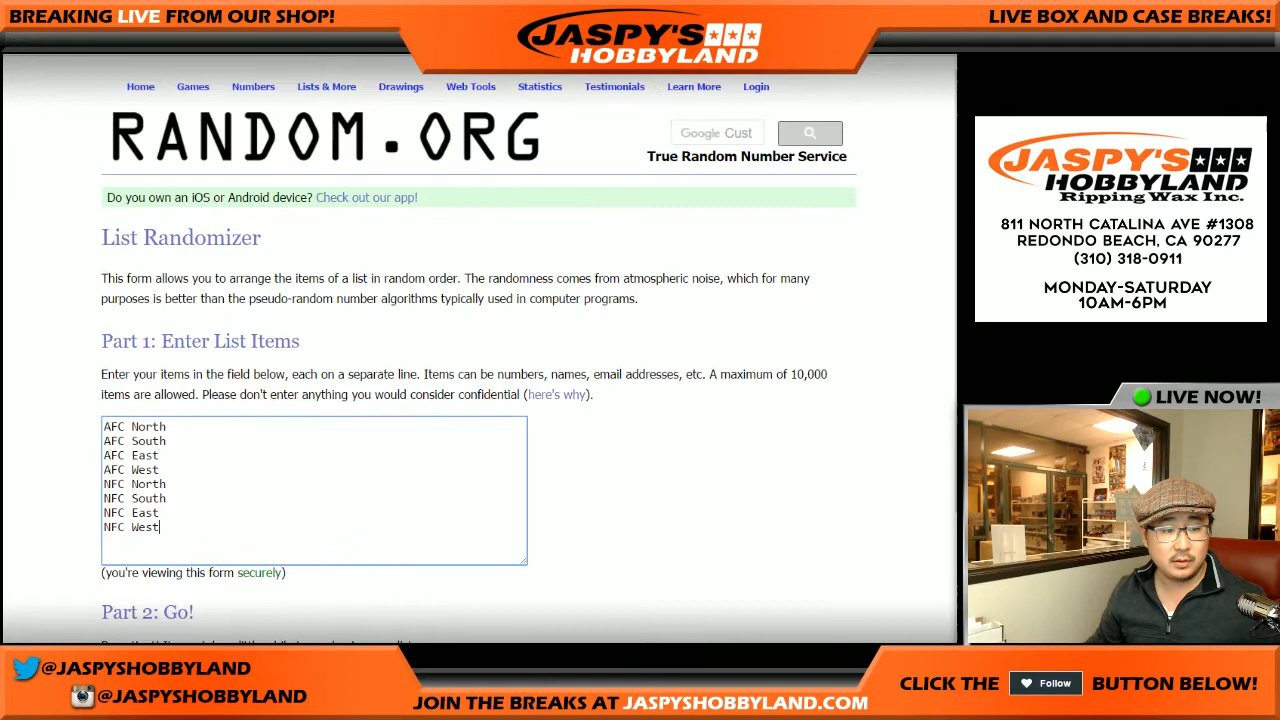 BREAKING LIVE FROM OUR SHOP!
JASPY'S
HOBBYLAND
LIVE BOX AND CASE BREAKS!
Home Games Numbers Lists & More Drawings Web Tools Statistics Testimonials Learn More Login
RANDOM.ORG
Google Cust
True Random Number Service
Do you own an iOS or Android device? Check out our app!
List Randomizer
This form allows you to arrange the items of a list in random order. The randomness comes from atmospheric noise, which for many
purposes is better than the pseudo-random number algorithms typically used in computer programs.
Part 1: Enter List Items
Enter your items in the field below, each on a separate line. Items can be numbers, names, email addresses, etc. A maximum of 10,000
items are allowed. Please don't enter anything you would consider confidential (here's why).
AFC North
AFC South
AFC East
AFC West
NFC North
NFC South
NFC East
NFC West
(you're viewing this form securely)
Part 2: Go!
JASPY'S
HOBBYLAND
Ripping Wax Inc.
811 NORTH CATALINA AVE #1308
REDONDO BEACH, CA 90277
(310) 318-0911
MONDAY-SATURDAY
10AM-6PM
LIVE NOW!
@JASPYSHOBBYLAND
@JASPYSHOBBYLAND
JOIN THE BREAKS AT JASPYSHOBBYLAND.COM
CLICK THE Follow BUTTON BELOW!